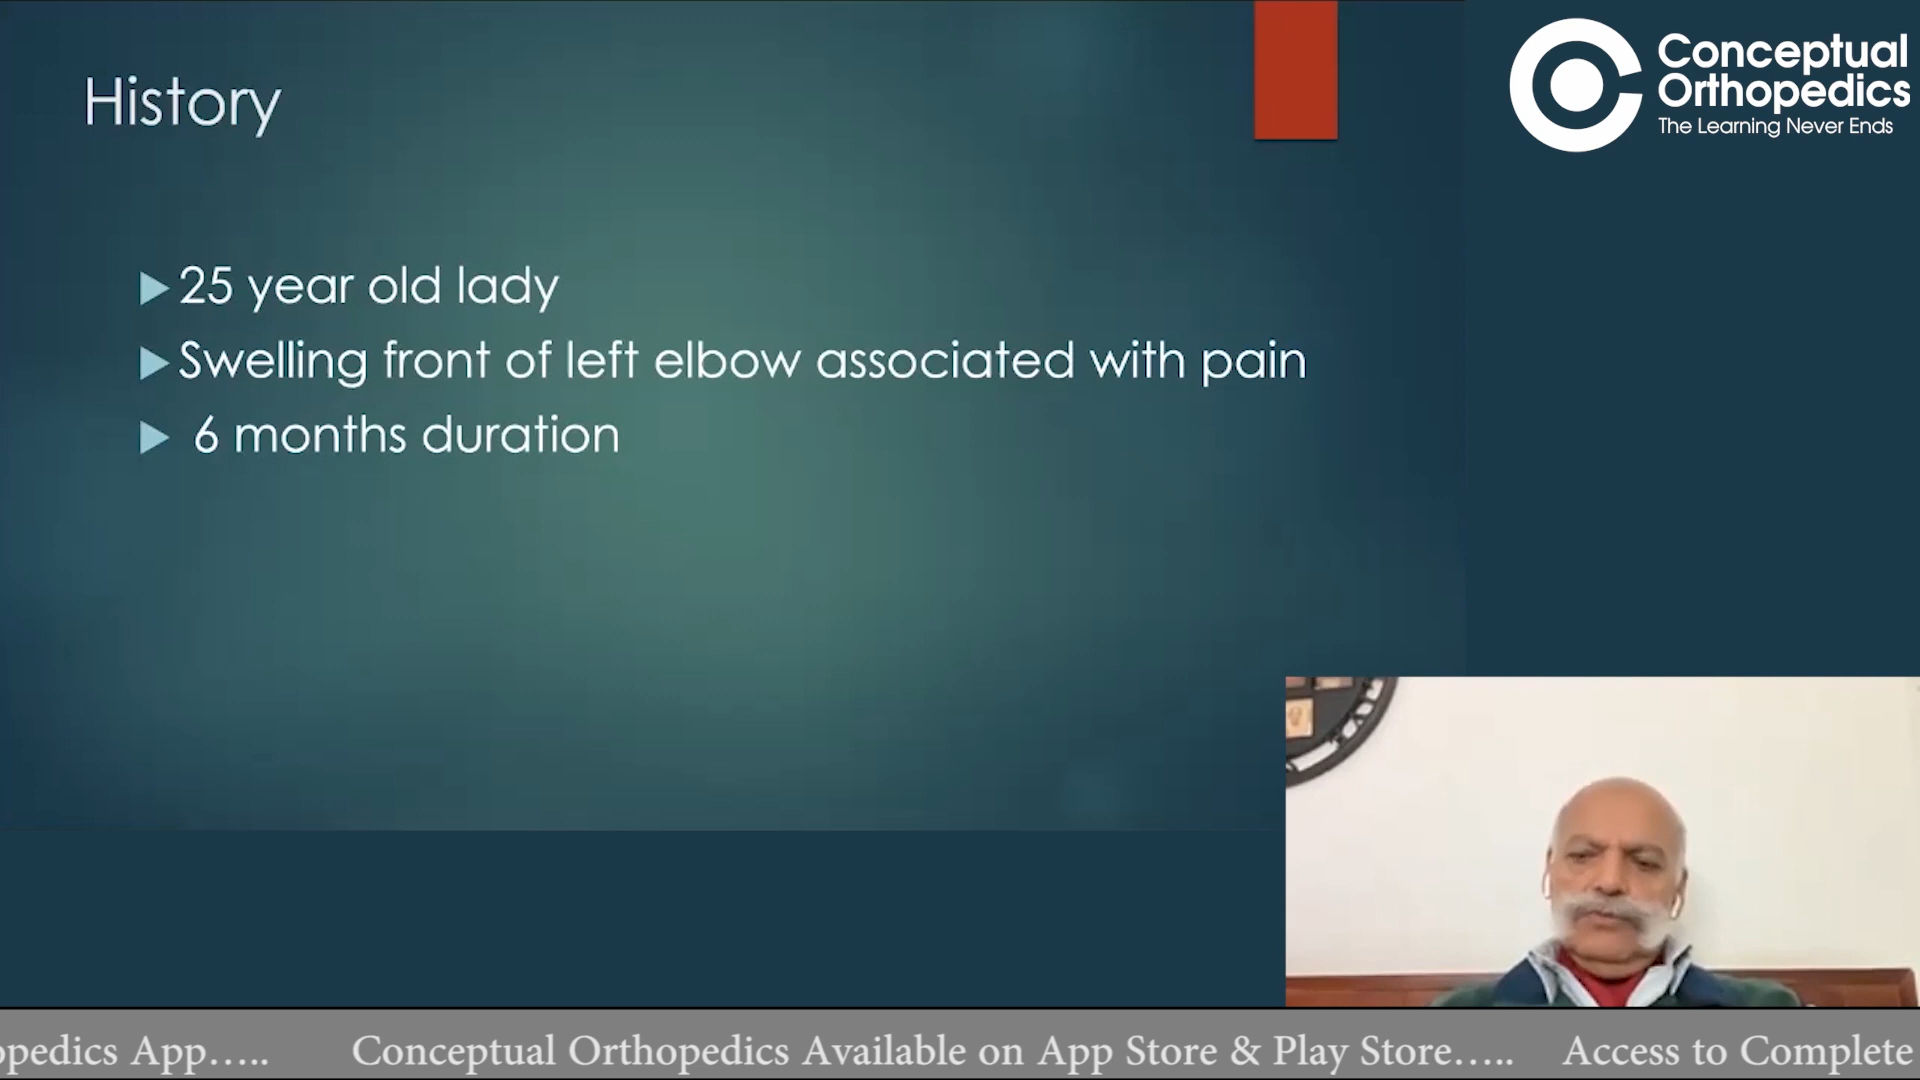 History
25 year old lady
Swelling front of left elbow associated with pain
6 months duration
Conceptual
Orthopedics
The Learning Never Ends
opedics App..... Conceptual Orthopedics Available on App Store & Play Store..... Access to Complete